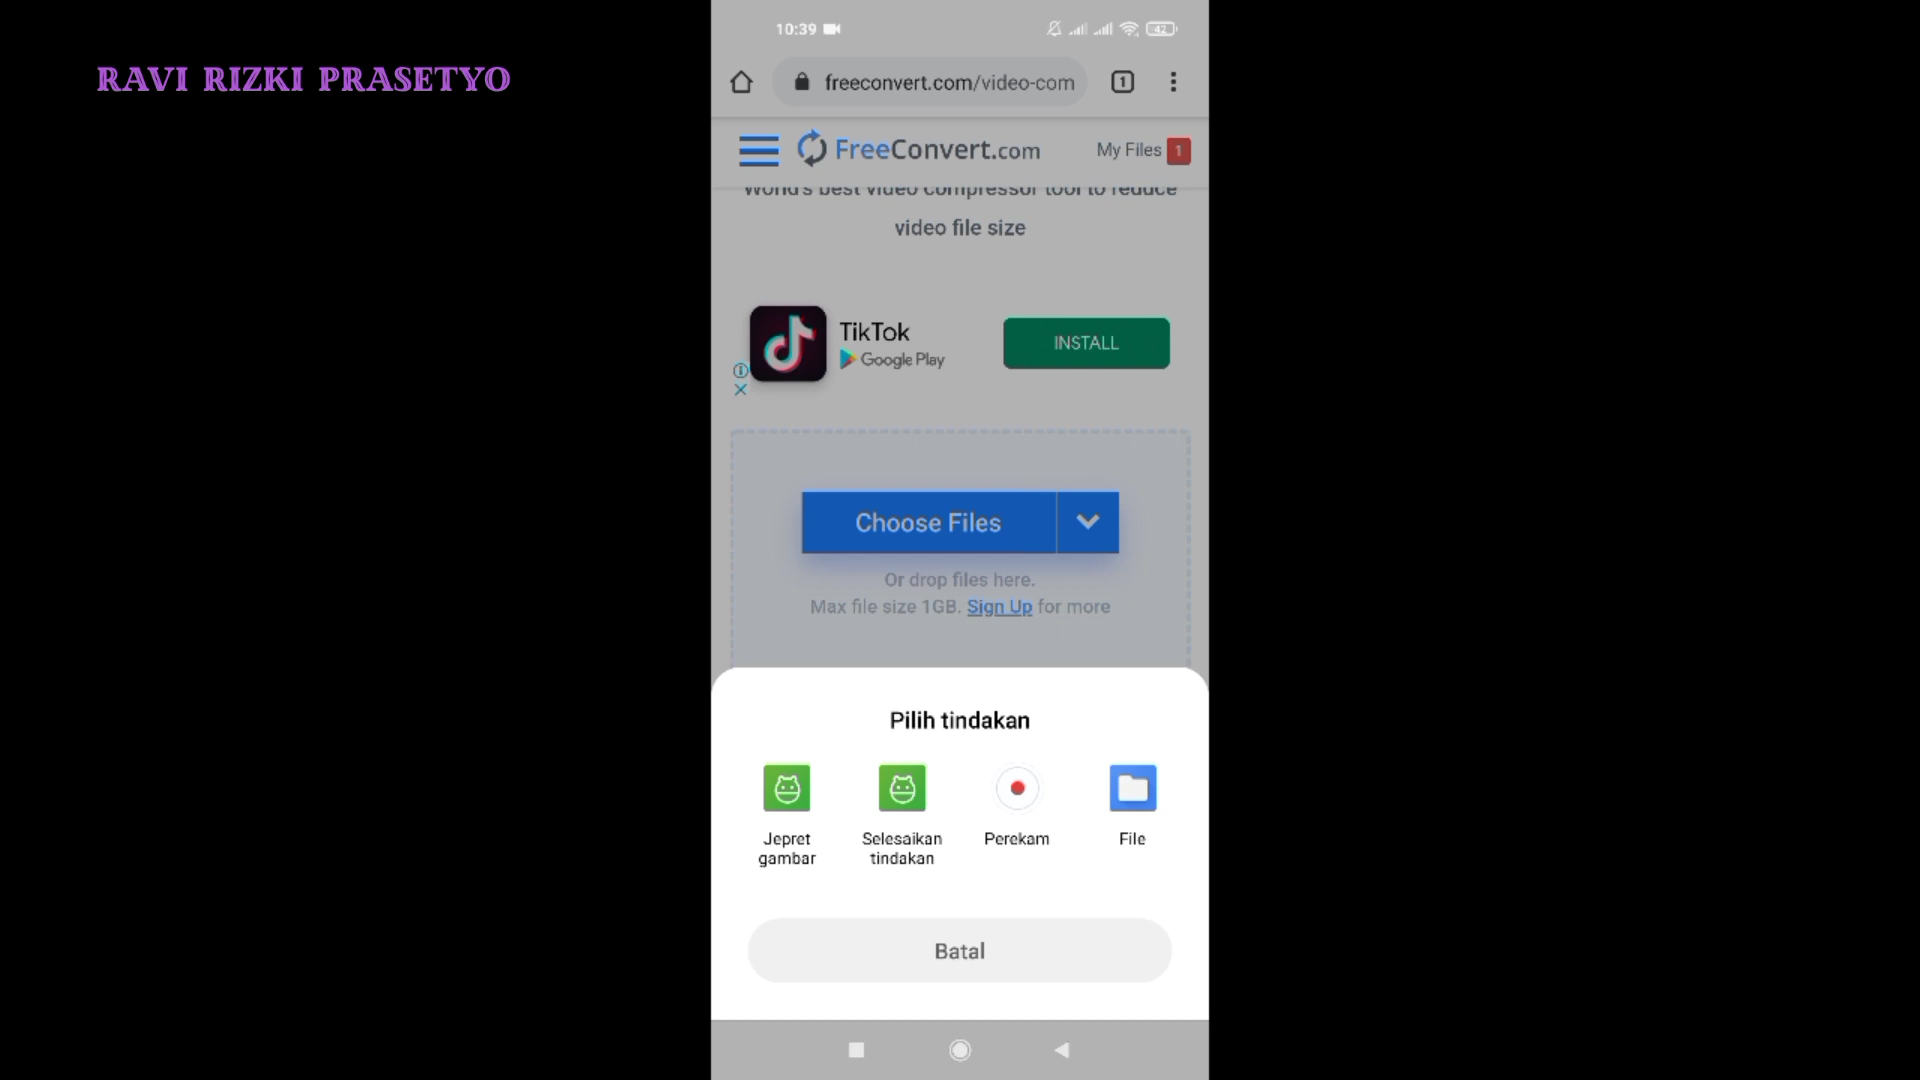 RAVI RIZKI PRASETYO
10:39
42
freeconvert.com/video-com
1
FreeConvert.com
My Files 1
World's best video compressor tool to reduce
video file size
TikTok
Google Play
INSTALL
Choose Files
Or drop files here.
Max file size 1GB. Sign Up for more
Pilih tindakan
Jepret
gambar
Selesaikan
tindakan
Perekam
File
Batal